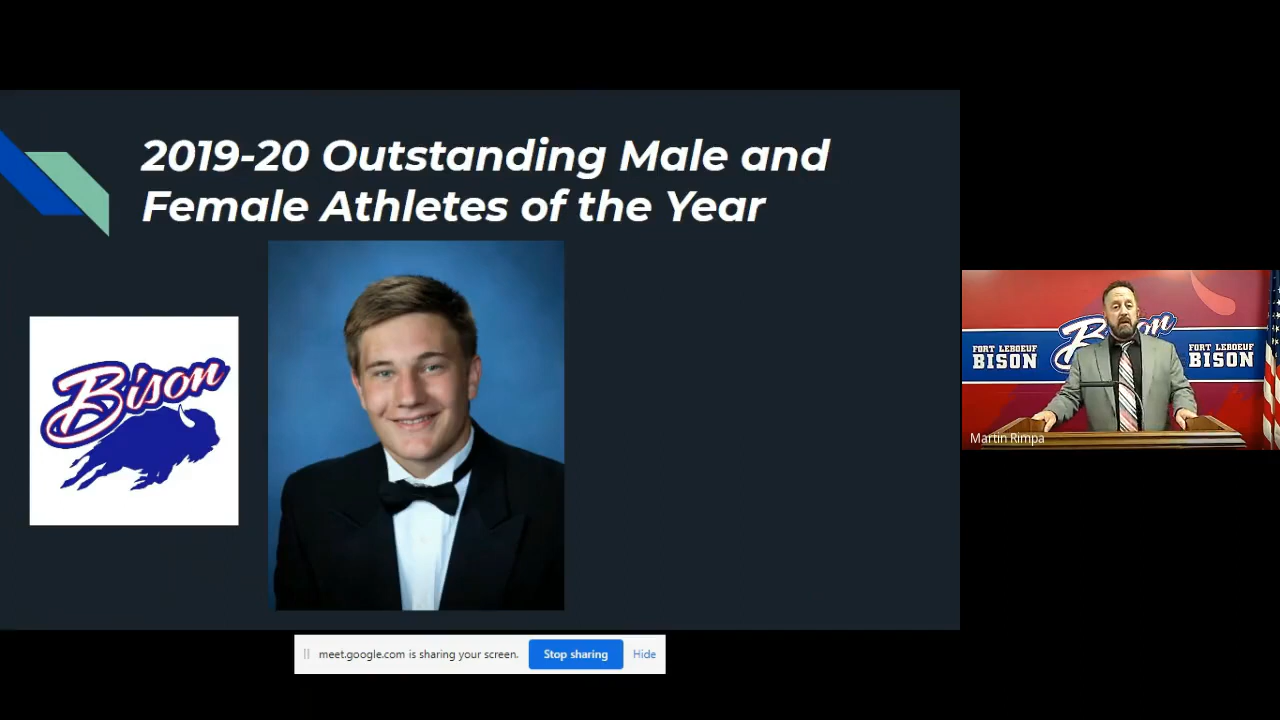 2019-20 Outstanding Male and
Female Athletes of the Year
Bison
meet.google.com is sharing your screen.
Stop sharing
Hide
FORT LEBOEUF
BISON
Bison
FORT LEBOEUF
BISON
Martin Rimpa